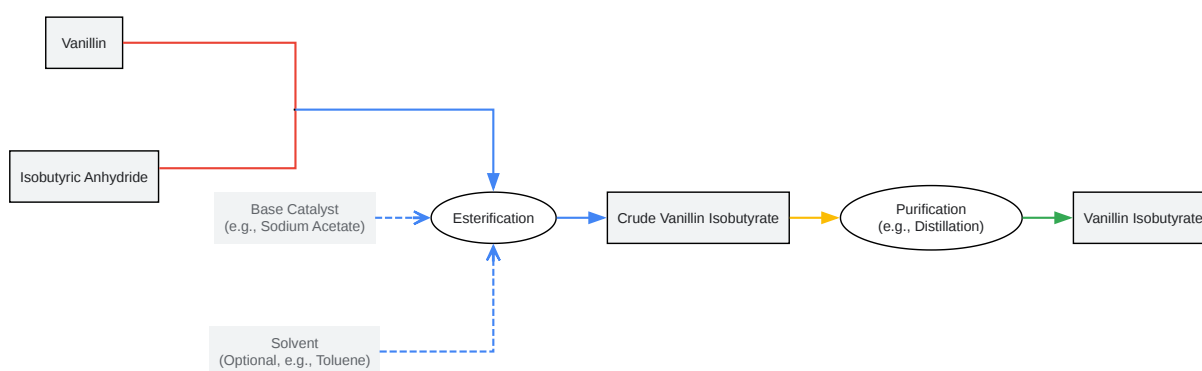 Vanillin
Isobutyric Anhydride
Base Catalyst
(e.g., Sodium Acetate)
Esterification
Crude Vanillin Isobutyrate
Purification
(e.g., Distillation)
Vanillin Isobutyrate
Solvent
(Optional, e.g., Toluene)